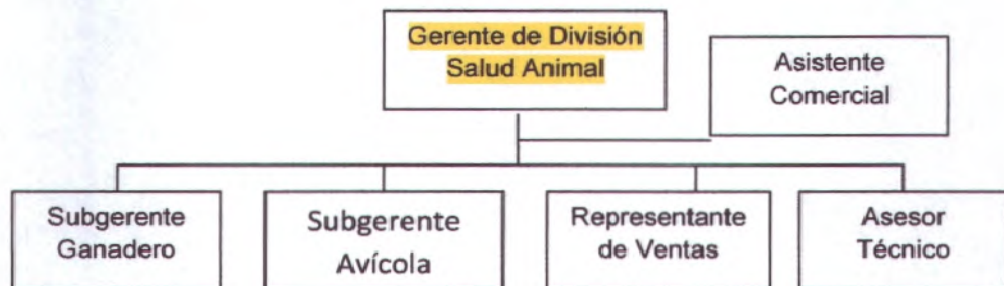 Gerente de División
Salud Animal
Asistente
Comercial
Subgerente
Ganadero
Subgerente
Avícola
Representante
de Ventas
Asesor
Técnico